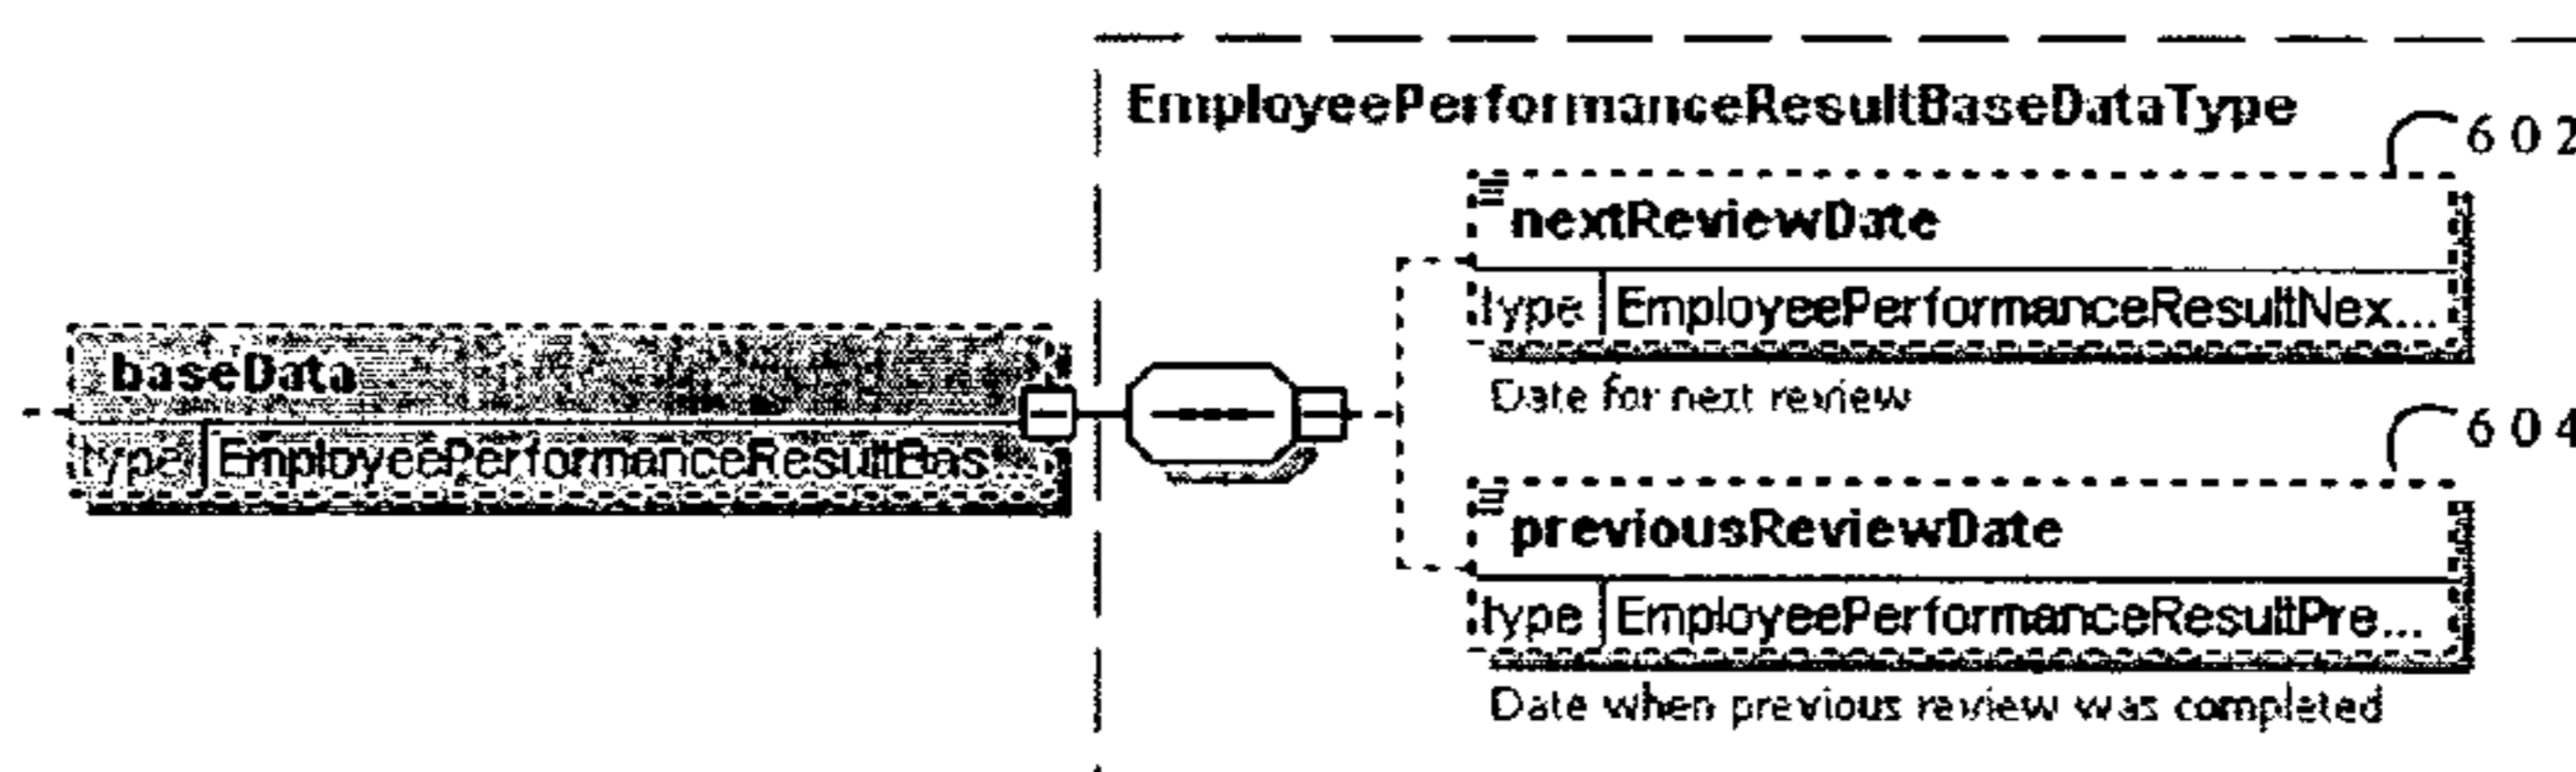 EmployeePerformanceResultBaseDataType
602
nextReviewDate
type EmployeePerformanceResultNex...
Date for next review
baseData
type EmployeePerformanceResultBas...
604
previousReviewDate
type EmployeePerformanceResultPre...
Date when previous review was completed